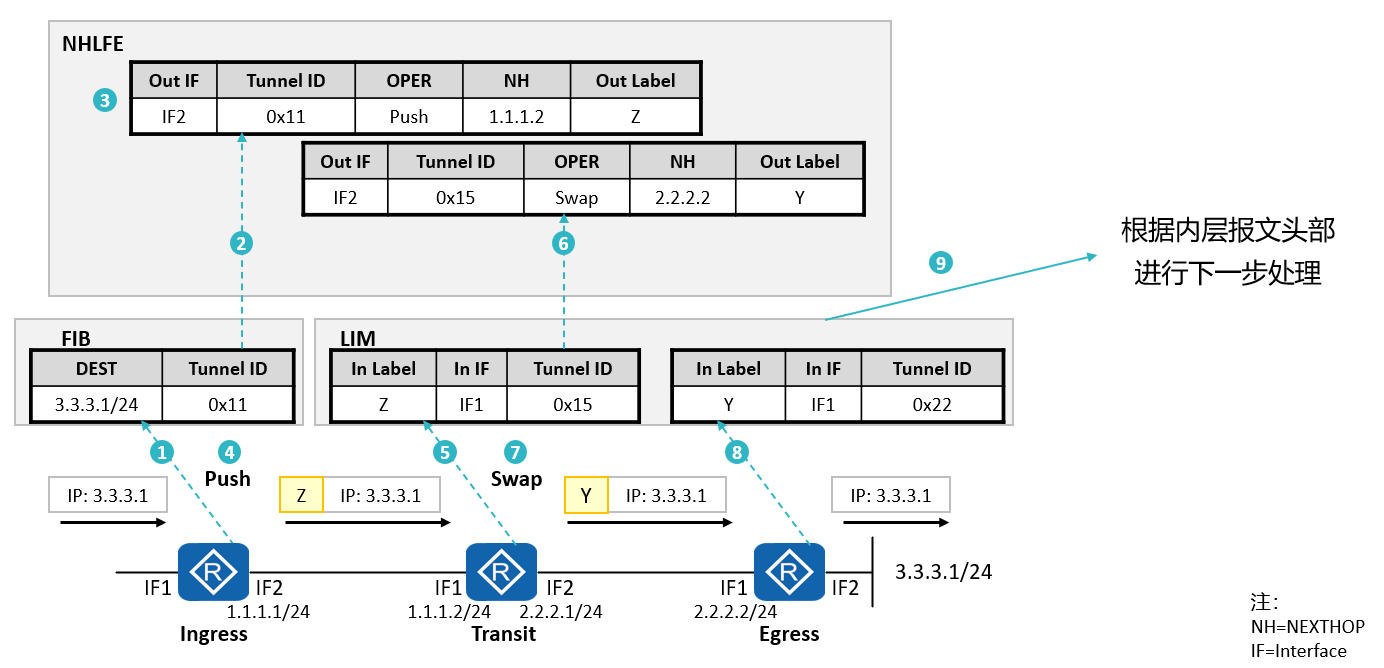 NHLFE
Out IF Tunnel ID OPER NH Out Label
3 IF2 0x11 Push 1.1.1.2 Z
Out IF Tunnel ID OPER NH Out Label
IF2 0x15 Swap 2.2.2.2 Y
2 6 9
根据内层报文头部
进行下一步处理
FIB
DEST Tunnel ID
3.3.3.1/24 0x11
LIM
In Label In IF Tunnel ID
Z IF1 0x15
In Label In IF Tunnel ID
Y IF1 0x22
1 4 5 7 8
Push Swap
IP: 3.3.3.1 Z IP: 3.3.3.1 Y IP: 3.3.3.1 IP: 3.3.3.1
R R R
IF1 IF2 IF1 IF2 IF1 IF2 3.3.3.1/24
1.1.1.1/24 1.1.1.2/24 2.2.2.1/24 2.2.2.2/24
Ingress Transit Egress
注：
NH=NEXTHOP
IF=Interface